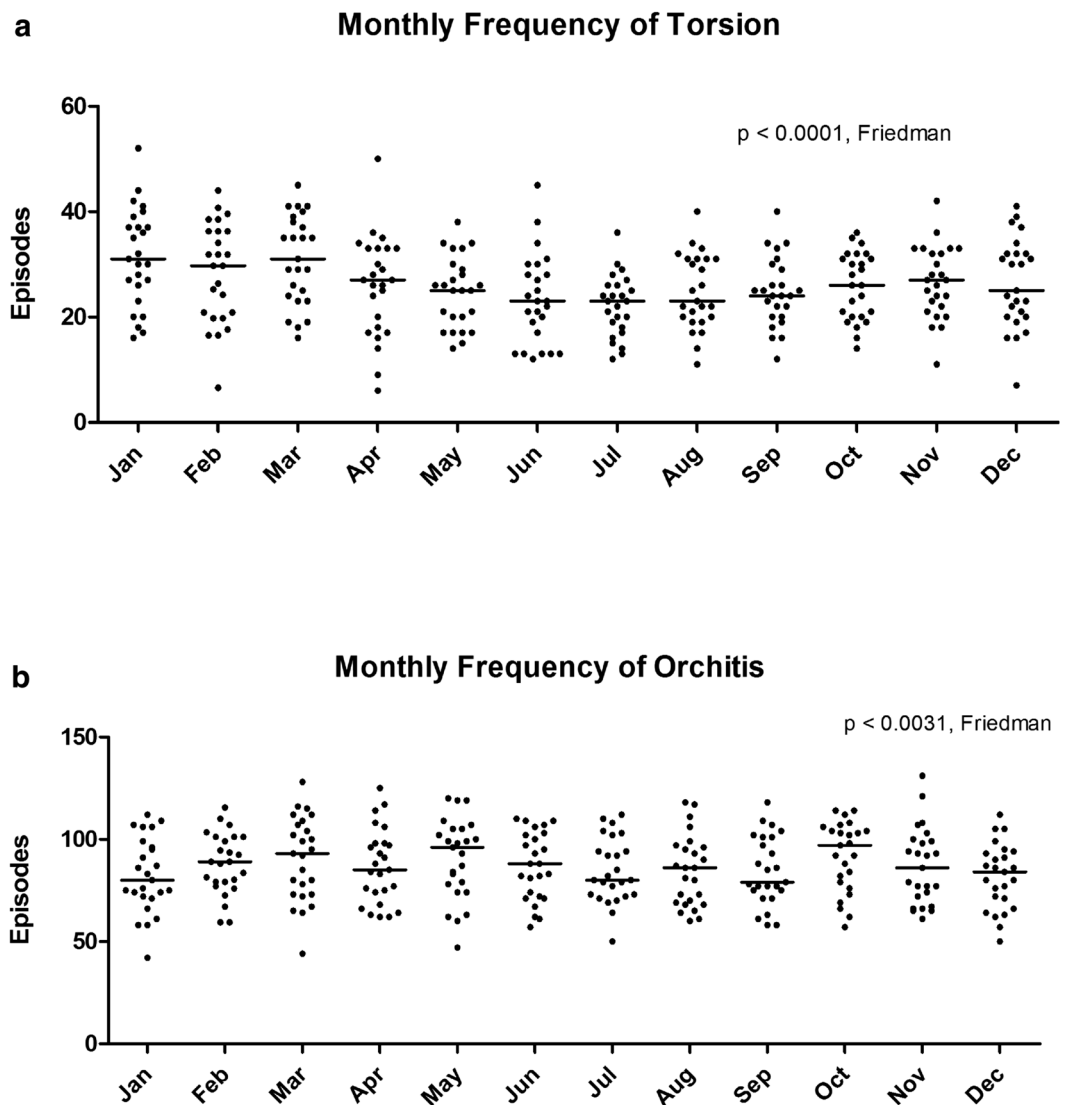 a
Monthly Frequency of Torsion
p < 0.0001, Friedman
Episodes
60
40
20
0
Jan
Feb
Mar
Apr
May
Jun
Jul
Aug
Sep
Oct
Nov
Dec
b
Monthly Frequency of Orchitis
p < 0.0031, Friedman
Episodes
150
100
50
0
Jan
Feb
Mar
Apr
May
Jun
Jul
Aug
Sep
Oct
Nov
Dec